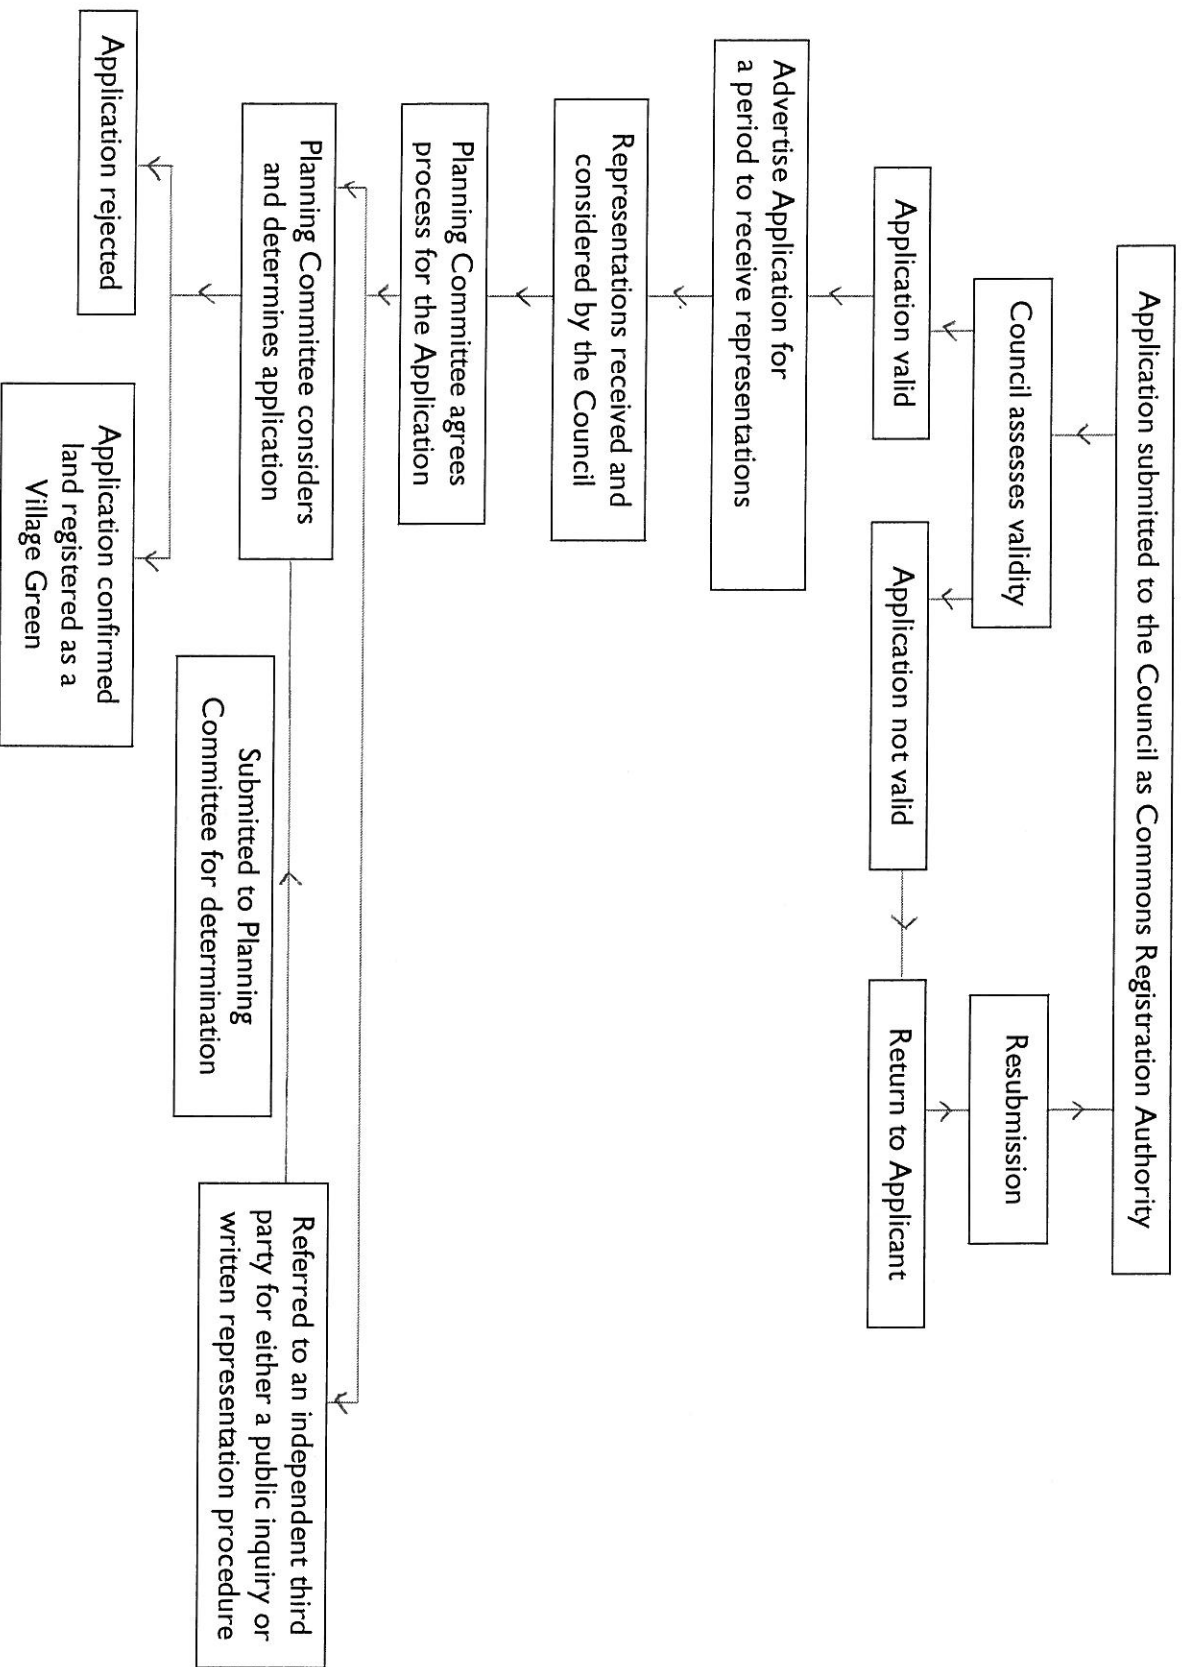 Application submitted to the Council as Commons Registration Authority
Council assesses validity
Resubmission
Application valid
Application not valid
Return to Applicant
Advertise Application for
a period to receive representations
Representations received and
considered by the Council
Planning Committee agrees
process for the Application
Planning Committee considers
and determines application
Submitted to Planning
Committee for determination
Referred to an independent third
party for either a public inquiry or
written representation procedure
Application rejected
Application confirmed
land registered as a
Village Green